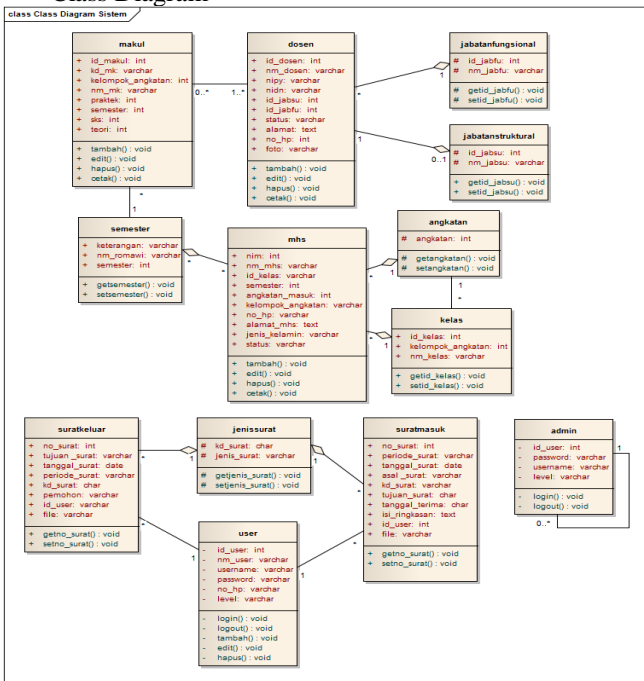 Class Diagram
class Class Diagram Sistem
makul
+ id_makul: int
+ kd_mk: varchar
+ kelompok_angkatan: int
+ nm_mk: varchar
+ praktek: int
+ semester: int
+ sks: int
+ teori: int
+ tambah() : void
+ edit() : void
+ hapus() : void
+ cetak() : void
0..*
1..*
dosen
+ id_dosen: int
+ nm_dosen: varchar
+ nipy: varchar
+ nidn: varchar
+ id_jabsu: int
+ id_jabfu: int
+ status: varchar
+ alamat: text
+ no_hp: int
+ foto: varchar
+ tambah() : void
+ edit() : void
+ hapus() : void
+ cetak() : void
*
1
jabatanfungsional
# id_jabfu: int
# nm_jabfu: varchar
# getid_jabfu() : void
# setid_jabfu() : void
1
0..1
jabatanstruktural
# id_jabsu: int
# nm_jabsu: varchar
+ getid_jabsu() : void
+ setid_jabsu() : void
*
1
semester
+ keterangan: varchar
+ nm_romawi: varchar
+ semester: int
+ getsemester() : void
+ setsemester() : void
*
*
mhs
+ nim: int
+ nm_mhs: varchar
+ id_kelas: varchar
+ semester: int
+ angkatan_masuk: int
+ kelompok_angkatan: varchar
+ no_hp: varchar
+ alamat_mhs: text
+ jenis_kelamin: varchar
+ status: varchar
+ tambah() : void
+ edit() : void
+ hapus() : void
+ cetak() : void
*
1
angkatan
# angkatan: int
# getangkatan() : void
# setangkatan() : void
1
*
*
1
kelas
+ id_kelas: int
+ kelompok_angkatan: int
+ nm_kelas: varchar
+ getid_kelas() : void
+ setid_kelas() : void
suratkeluar
+ no_surat: int
+ tujuan_surat: varchar
+ tanggal_surat: date
+ periode_surat: varchar
+ kd_surat: char
+ pemohon: varchar
+ id_user: int
+ file: varchar
+ getno_surat() : void
+ setno_surat() : void
*
1
jenissurat
# kd_surat: char
# jenis_surat: varchar
# getjenis_surat() : void
# setjenis_surat() : void
1
*
suratmasuk
+ no_surat: int
+ periode_surat: varchar
+ tanggal_surat: date
+ asal_surat: varchar
+ kd_surat: varchar
+ tujuan_surat: char
+ tanggal_terima: char
+ isi_ringkasan: text
+ id_user: int
+ file: varchar
+ getno_surat() : void
+ setno_surat() : void
admin
- id_user: int
- password: varchar
- username: varchar
- level: varchar
- login() : void
- logout() : void
1
0..*
*
1
user
- id_user: int
- nm_user: varchar
- username: varchar
- password: varchar
- no_hp: varchar
- level: varchar
- login() : void
- logout() : void
- tambah() : void
- edit() : void
- hapus() : void
1
*